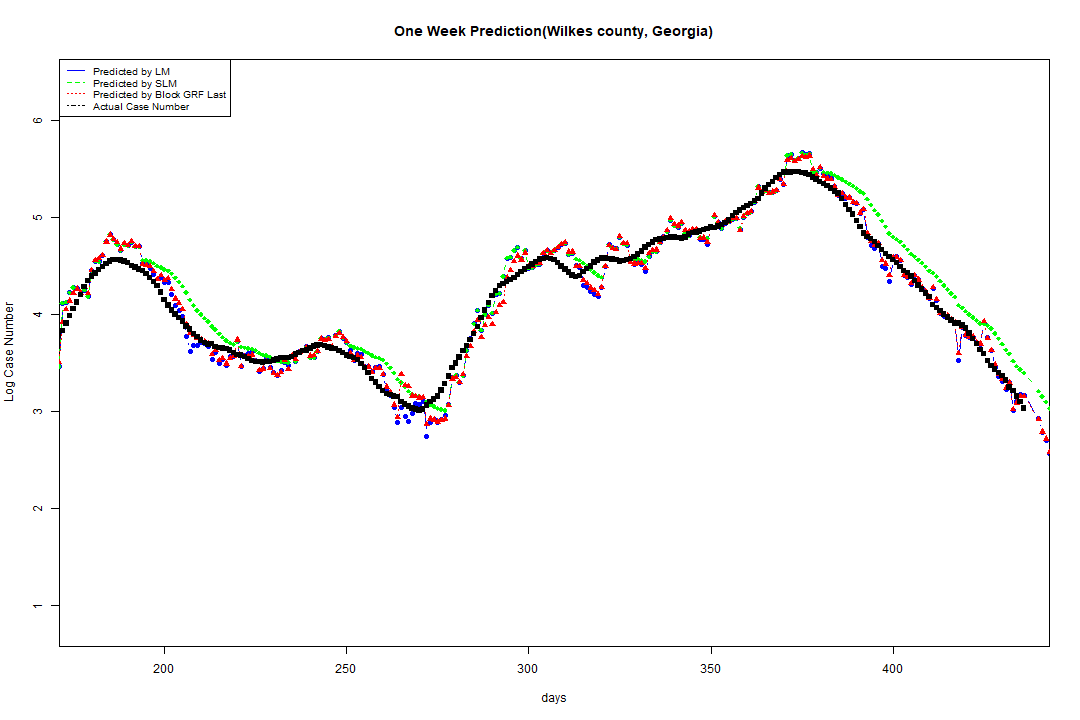 One Week Prediction(Wilkes county, Georgia)
Predicted by LM
Predicted by SLM
Predicted by Block GRF Last
Actual Case Number
Log Case Number
6
5
4
3
2
1
200 250 300 350 400
days